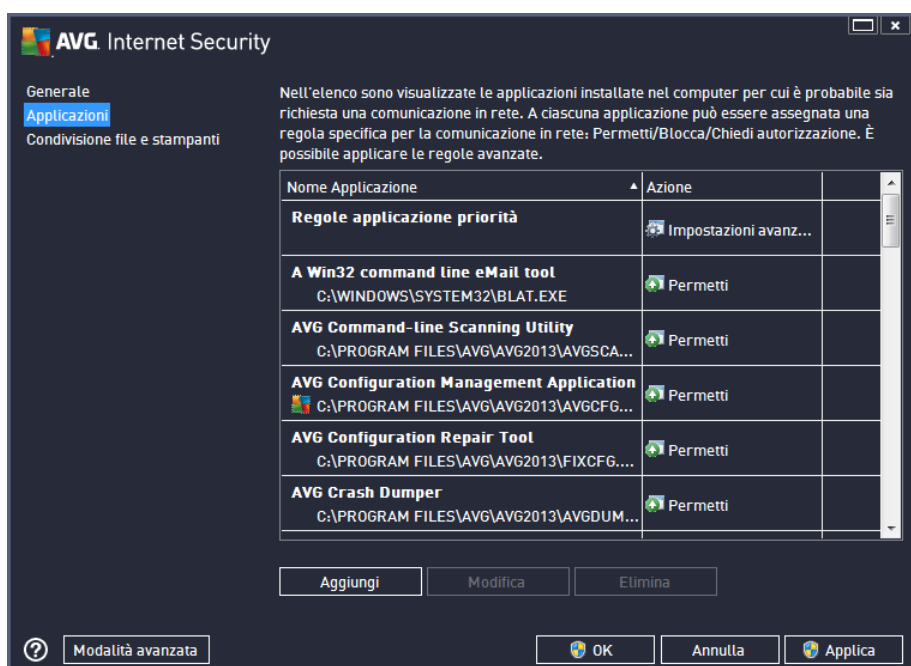 AVG. Internet Security
Generale
Applicazioni
Condivisione file e stampanti
Nell'elenco sono visualizzate le applicazioni installate nel computer per cui è probabile sia
richiesta una comunicazione in rete. A ciascuna applicazione può essere assegnata una
regola specifica per la comunicazione in rete: Permetti/Blocca/Chiedi autorizzazione. È
possibile applicare le regole avanzate.
Nome Applicazione Azione
Regole applicazione priorità
Impostazioni avanz...
A Win32 command line eMail tool
C:\WINDOWS\SYSTEM32\BLAT.EXE
Permetti
AVG Command-line Scanning Utility
C:\PROGRAM FILES\AVG\AVG2013\AVGSCA...
Permetti
AVG Configuration Management Application
C:\PROGRAM FILES\AVG\AVG2013\AVGCFG...
Permetti
AVG Configuration Repair Tool
C:\PROGRAM FILES\AVG\AVG2013\FIXCFG....
Permetti
AVG Crash Dumper
C:\PROGRAM FILES\AVG\AVG2013\AVGDUM...
Permetti
Aggiungi Modifica Elimina
? Modalità avanzata OK Annulla Applica